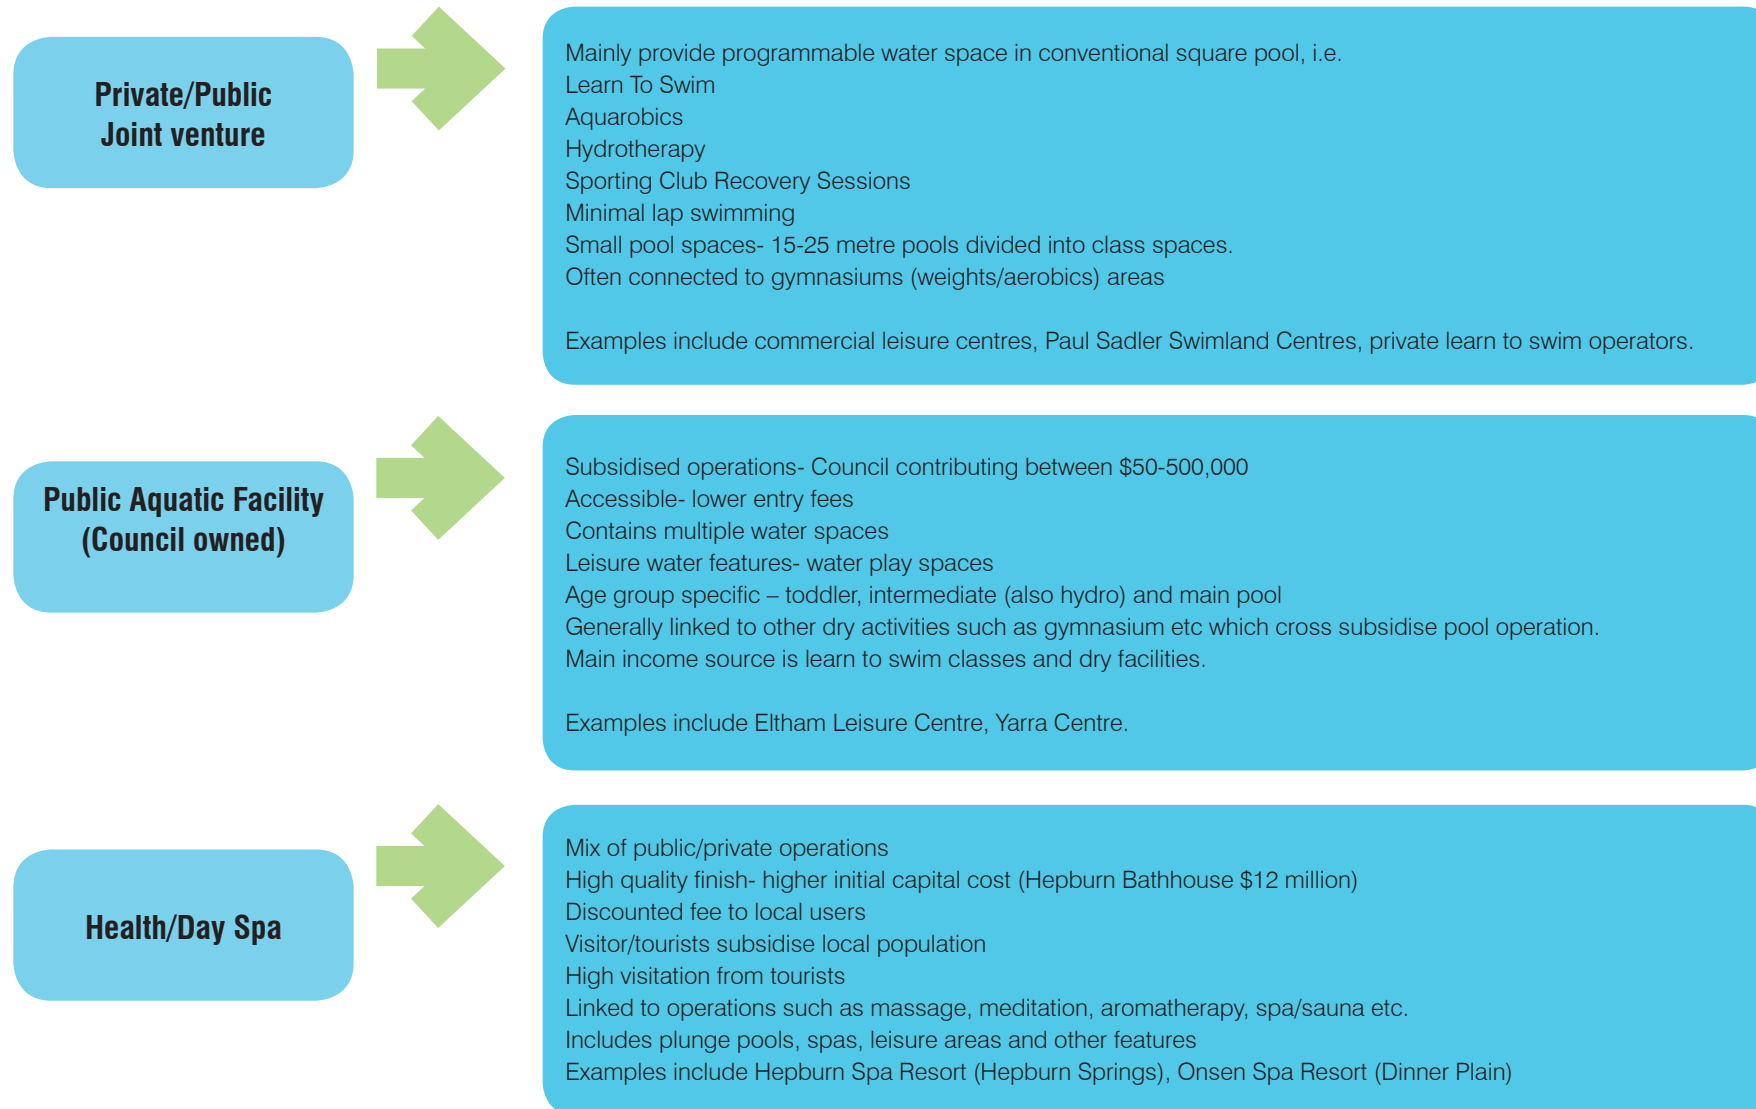 Private/Public
Joint venture
Mainly provide programmable water space in conventional square pool, i.e.
Learn To Swim
Aquarobics
Hydrotherapy
Sporting Club Recovery Sessions
Minimal lap swimming
Small pool spaces- 15-25 metre pools divided into class spaces.
Often connected to gymnasiums (weights/aerobics) areas
Examples include commercial leisure centres, Paul Sadler Swimland Centres, private learn to swim operators.
Public Aquatic Facility
(Council owned)
Subsidised operations- Council contributing between $50-500,000
Accessible- lower entry fees
Contains multiple water spaces
Leisure water features- water play spaces
Age group specific – toddler, intermediate (also hydro) and main pool
Generally linked to other dry activities such as gymnasium etc which cross subsidise pool operation.
Main income source is learn to swim classes and dry facilities.
Examples include Eltham Leisure Centre, Yarra Centre.
Health/Day Spa
Mix of public/private operations
High quality finish- higher initial capital cost (Hepburn Bathhouse $12 million)
Discounted fee to local users
Visitor/tourists subsidise local population
High visitation from tourists
Linked to operations such as massage, meditation, aromatherapy, spa/sauna etc.
Includes plunge pools, spas, leisure areas and other features
Examples include Hepburn Spa Resort (Hepburn Springs), Onsen Spa Resort (Dinner Plain)